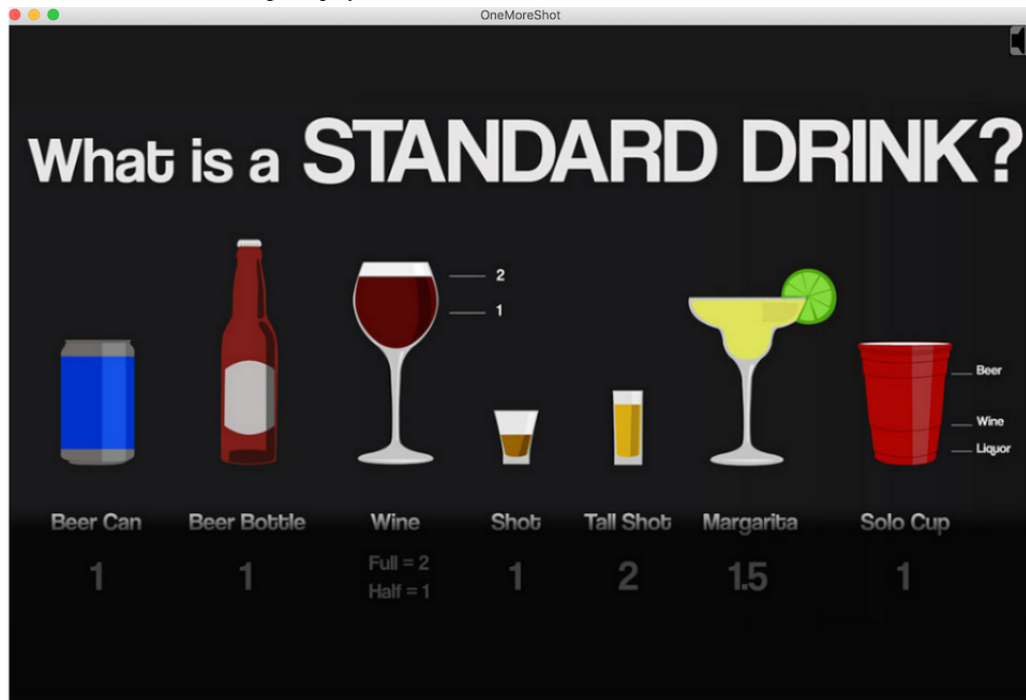 OneMoreShot
What is a STANDARD DRINK?
2
1
Beer
Wine
Liquor
Beer Can
Beer Bottle
Wine
Shot
Tall Shot
Margarita
Solo Cup
1
1
Full = 2
Half = 1
1
2
1.5
1